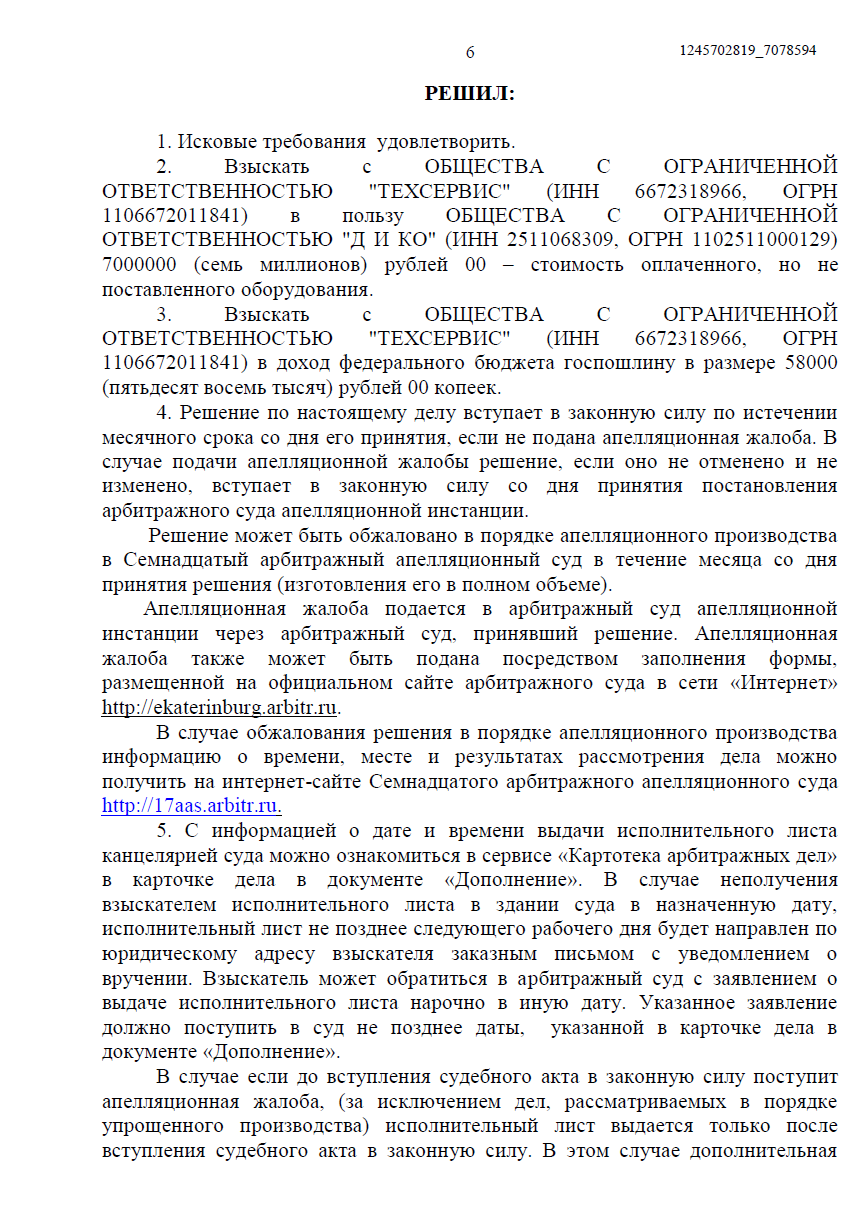 6
1245702819_7078594
РЕШИЛ:
1. Исковые требования удовлетворить.
2. Взыскать с ОБЩЕСТВА С ОГРАНИЧЕННОЙ
ОТВЕТСТВЕННОСТЬЮ "ТЕХСЕРВИС" (ИНН 6672318966, ОГРН
1106672011841) в пользу ОБЩЕСТВА С ОГРАНИЧЕННОЙ
ОТВЕТСТВЕННОСТЬЮ "Д И КО" (ИНН 2511068309, ОГРН 1102511000129)
7000000 (семь миллионов) рублей 00 – стоимость оплаченного, но не
поставленного оборудования.
3. Взыскать с ОБЩЕСТВА С ОГРАНИЧЕННОЙ
ОТВЕТСТВЕННОСТЬЮ "ТЕХСЕРВИС" (ИНН 6672318966, ОГРН
1106672011841) в доход федерального бюджета госпошлину в размере 58000
(пятьдесят восемь тысяч) рублей 00 копеек.
4. Решение по настоящему делу вступает в законную силу по истечении
месячного срока со дня его принятия, если не подана апелляционная жалоба. В
случае подачи апелляционной жалобы решение, если оно не отменено и не
изменено, вступает в законную силу со дня принятия постановления
арбитражного суда апелляционной инстанции.
Решение может быть обжаловано в порядке апелляционного производства
в Семнадцатый арбитражный апелляционный суд в течение месяца со дня
принятия решения (изготовления его в полном объеме).
Апелляционная жалоба подается в арбитражный суд апелляционной
инстанции через арбитражный суд, принявший решение. Апелляционная
жалоба также может быть подана посредством заполнения формы,
размещенной на официальном сайте арбитражного суда в сети «Интернет»
http://ekaterinburg.arbitr.ru.
В случае обжалования решения в порядке апелляционного производства
информацию о времени, месте и результатах рассмотрения дела можно
получить на интернет-сайте Семнадцатого арбитражного апелляционного суда
http://17aas.arbitr.ru.
5. С информацией о дате и времени выдачи исполнительного листа
канцелярией суда можно ознакомиться в сервисе «Картотека арбитражных дел»
в карточке дела в документе «Дополнение». В случае неполучения
взыскателем исполнительного листа в здании суда в назначенную дату,
исполнительный лист не позднее следующего рабочего дня будет направлен по
юридическому адресу взыскателя заказным письмом с уведомлением о
вручении. Взыскатель может обратиться в арбитражный суд с заявлением о
выдаче исполнительного листа нарочно в иную дату. Указанное заявление
должно поступить в суд не позднее даты, указанной в карточке дела в
документе «Дополнение».
В случае если до вступления судебного акта в законную силу поступит
апелляционная жалоба, (за исключением дел, рассматриваемых в порядке
упрощенного производства) исполнительный лист выдается только после
вступления судебного акта в законную силу. В этом случае дополнительная